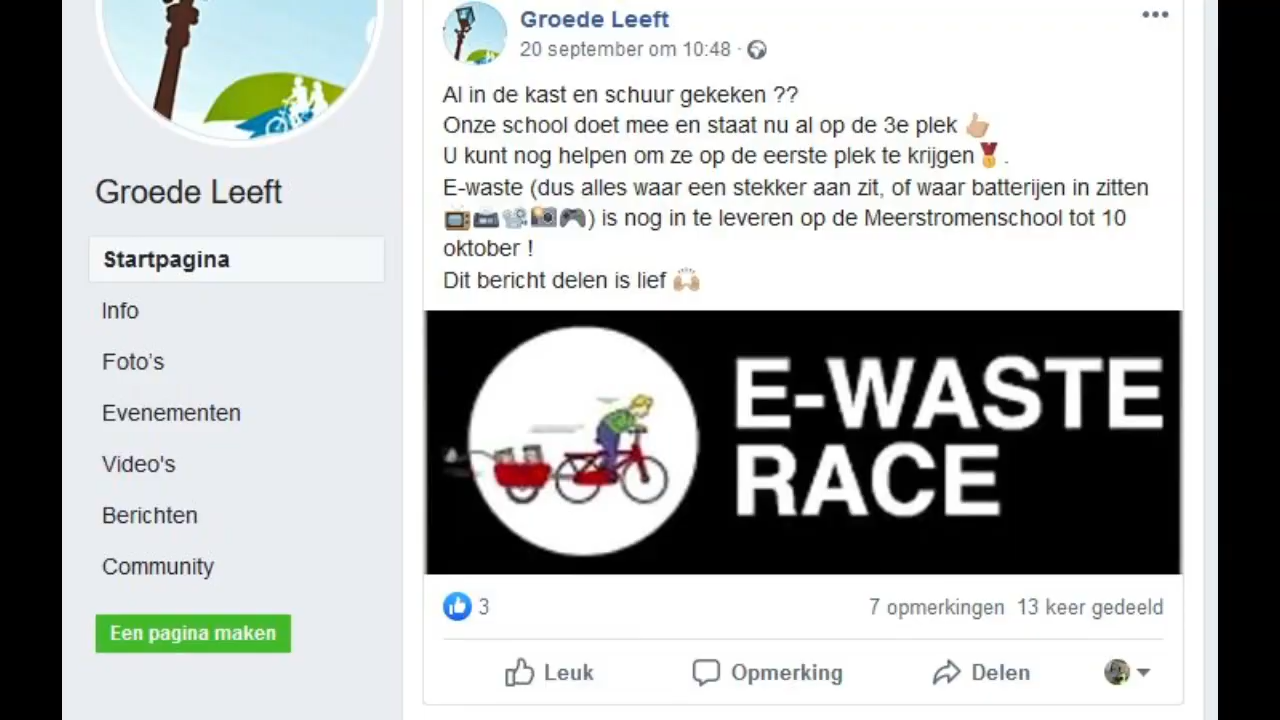 Groede Leeft
20 september om 10:48 ·
Al in de kast en schuur gekeken ??
Onze school doet mee en staat nu al op de 3e plek 👍🏼
U kunt nog helpen om ze op de eerste plek te krijgen🏅.
E-waste (dus alles waar een stekker aan zit, of waar batterijen in zitten
📺📠📽📸🎮) is nog in te leveren op de Meerstromenschool tot 10
oktober !
Dit bericht delen is lief 🙌🏼
Groede Leeft
Startpagina
Info
Foto's
Evenementen
Video's
Berichten
Community
Een pagina maken
E-WASTE
RACE
3
7 opmerkingen 13 keer gedeeld
Leuk Opmerking Delen